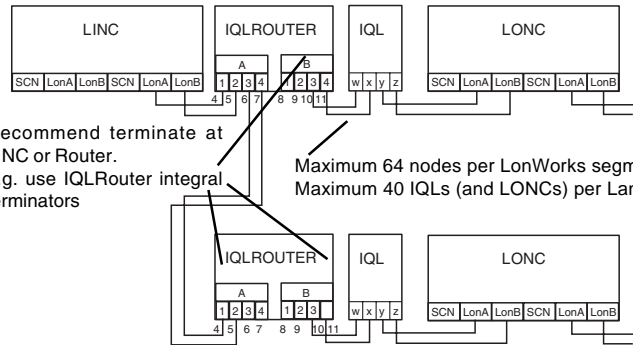 LINC IQLROUTER IQL LONC
A B
SCN LonA LonB SCN LonA LonB 1 2 3 4 1 2 3 4 w x y z SCN LonA LonB SCN LonA LonB
4 5 6 7 8 9 10 11
ecommend terminate at
NC or Router.
g. use IQLRouter integral
erminators
Maximum 64 nodes per LonWorks segm
Maximum 40 IQLs (and LONCs) per Lan
IQLROUTER IQL LONC
A B
1 2 3 4 1 2 3 w x y z SCN LonA LonB SCN LonA LonB
4 5 6 7 8 9 10 11